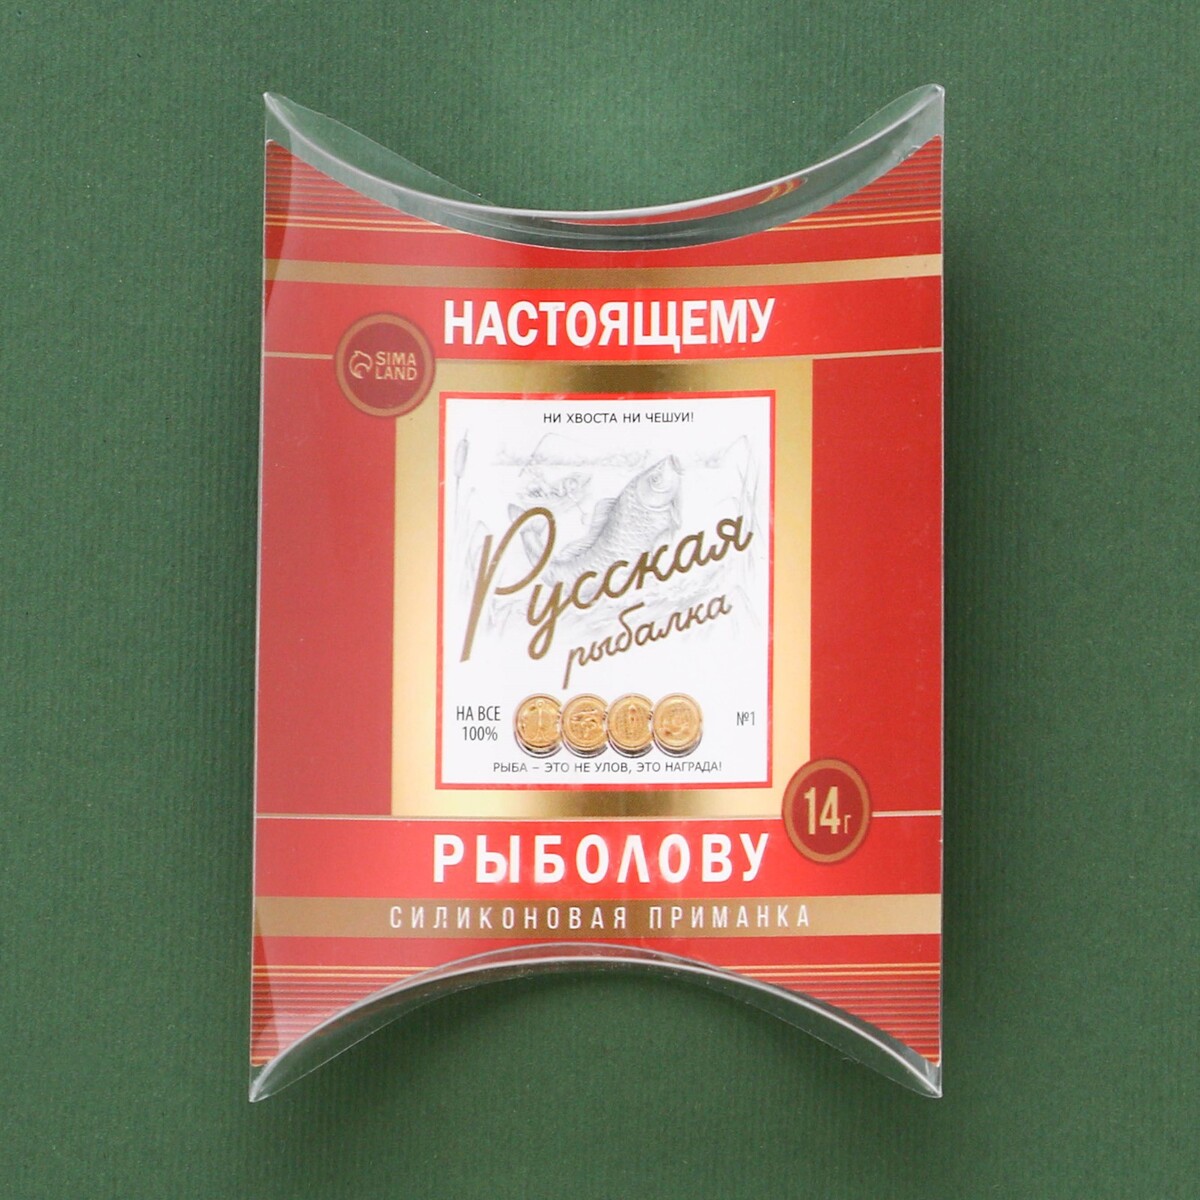 НАСТОЯЩЕМУ
SIMA
LAND
НИ ХВОСТА НИ ЧЕШУИ!
Русская
рыбалка
НА ВСЕ
100%
№1
РЫБА – ЭТО НЕ УЛОВ, ЭТО НАГРАДА!
14г
РЫБОЛОВУ
СИЛИКОНОВАЯ ПРИМАНКА